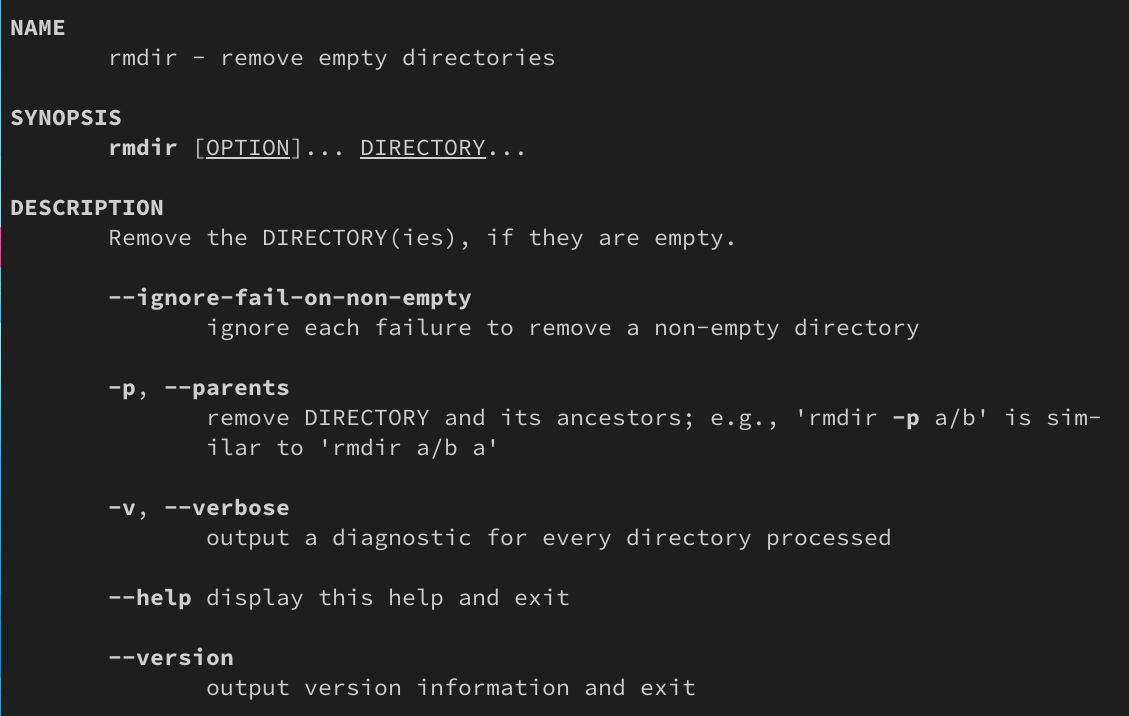 NAME
rmdir - remove empty directories
SYNOPSIS
rmdir [OPTION]... DIRECTORY...
DESCRIPTION
Remove the DIRECTORY(ies), if they are empty.
--ignore-fail-on-non-empty
ignore each failure to remove a non-empty directory
-p, --parents
remove DIRECTORY and its ancestors; e.g., 'rmdir -p a/b' is sim-
ilar to 'rmdir a/b a'
-v, --verbose
output a diagnostic for every directory processed
--help display this help and exit
--version
output version information and exit